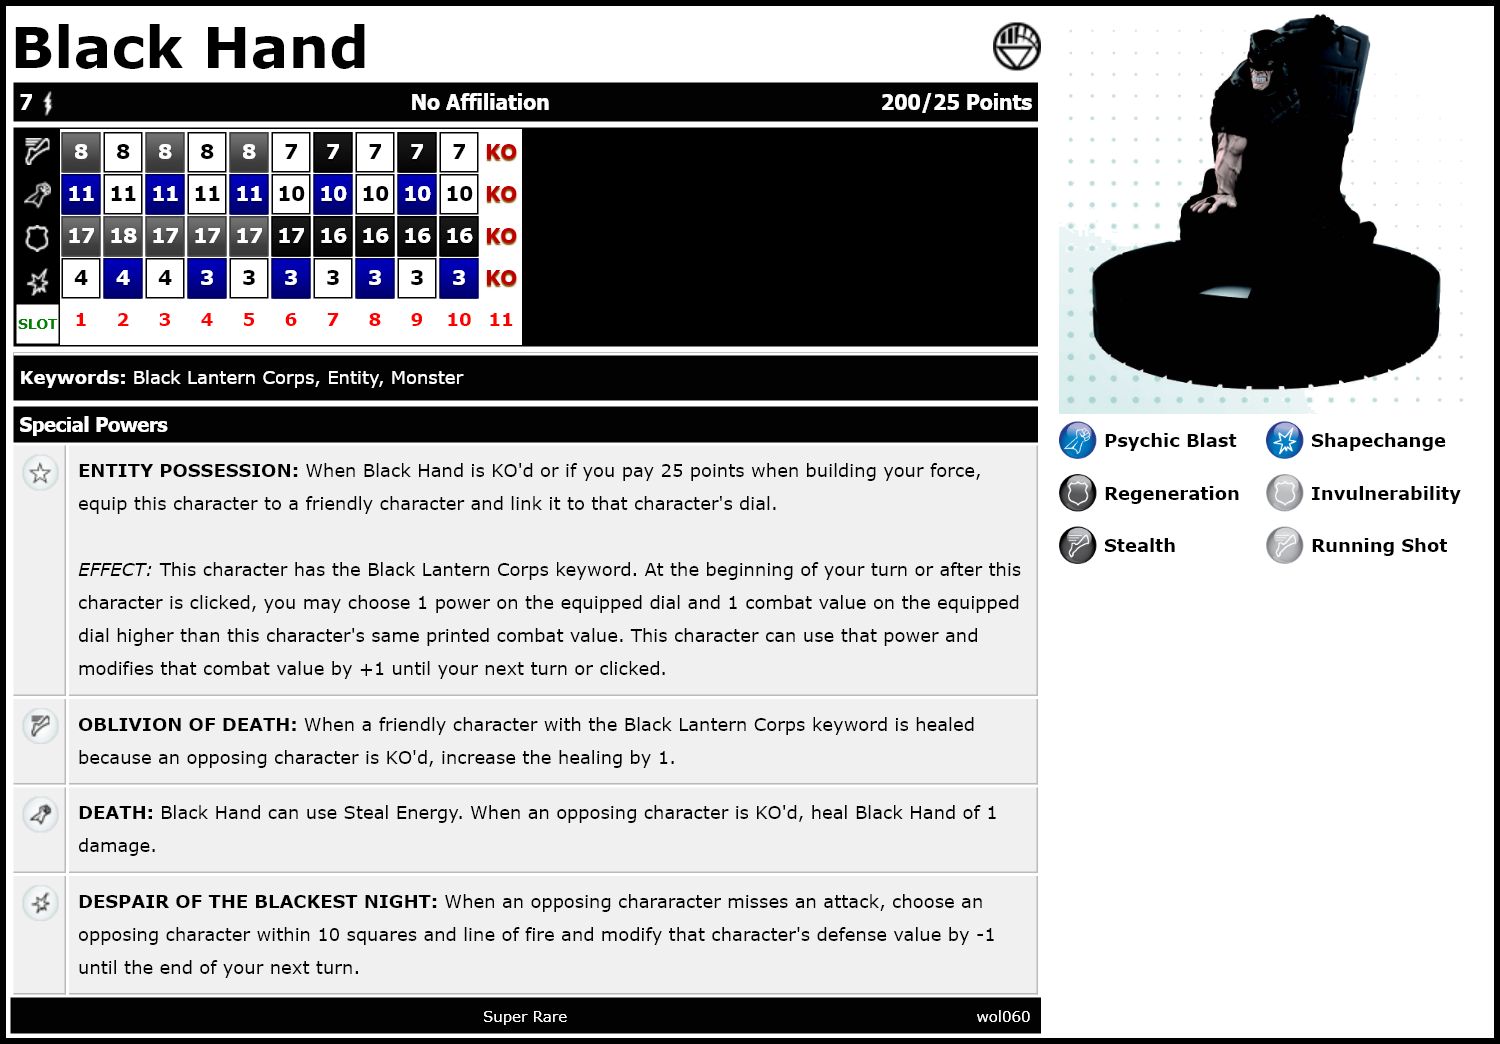 Black Hand
7 No Affiliation 200/25 Points
8 8 8 8 8 7 7 7 7 7 KO
11 11 11 11 11 10 10 10 10 10 KO
17 18 17 17 17 17 16 16 16 16 KO
4 4 4 3 3 3 3 3 3 3 KO
SLOT 1 2 3 4 5 6 7 8 9 10 11
Keywords: Black Lantern Corps, Entity, Monster
Special Powers
ENTITY POSSESSION: When Black Hand is KO'd or if you pay 25 points when building your force,
equip this character to a friendly character and link it to that character's dial.
EFFECT: This character has the Black Lantern Corps keyword. At the beginning of your turn or after this
character is clicked, you may choose 1 power on the equipped dial and 1 combat value on the equipped
dial higher than this character's same printed combat value. This character can use that power and
modifies that combat value by +1 until your next turn or clicked.
OBLIVION OF DEATH: When a friendly character with the Black Lantern Corps keyword is healed
because an opposing character is KO'd, increase the healing by 1.
DEATH: Black Hand can use Steal Energy. When an opposing character is KO'd, heal Black Hand of 1
damage.
DESPAIR OF THE BLACKEST NIGHT: When an opposing chararacter misses an attack, choose an
opposing character within 10 squares and line of fire and modify that character's defense value by -1
until the end of your next turn.
Super Rare wol060
Psychic Blast Shapechange
Regeneration Invulnerability
Stealth Running Shot